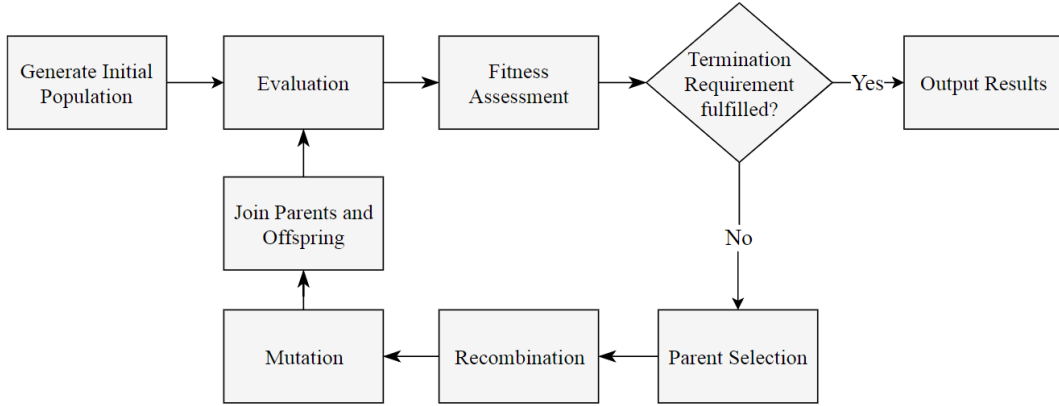 Generate Initial
Population
Evaluation
Fitness
Assessment
Termination
Requirement
fulfilled?
Yes
Output Results
No
Parent Selection
Recombination
Mutation
Join Parents and
Offspring